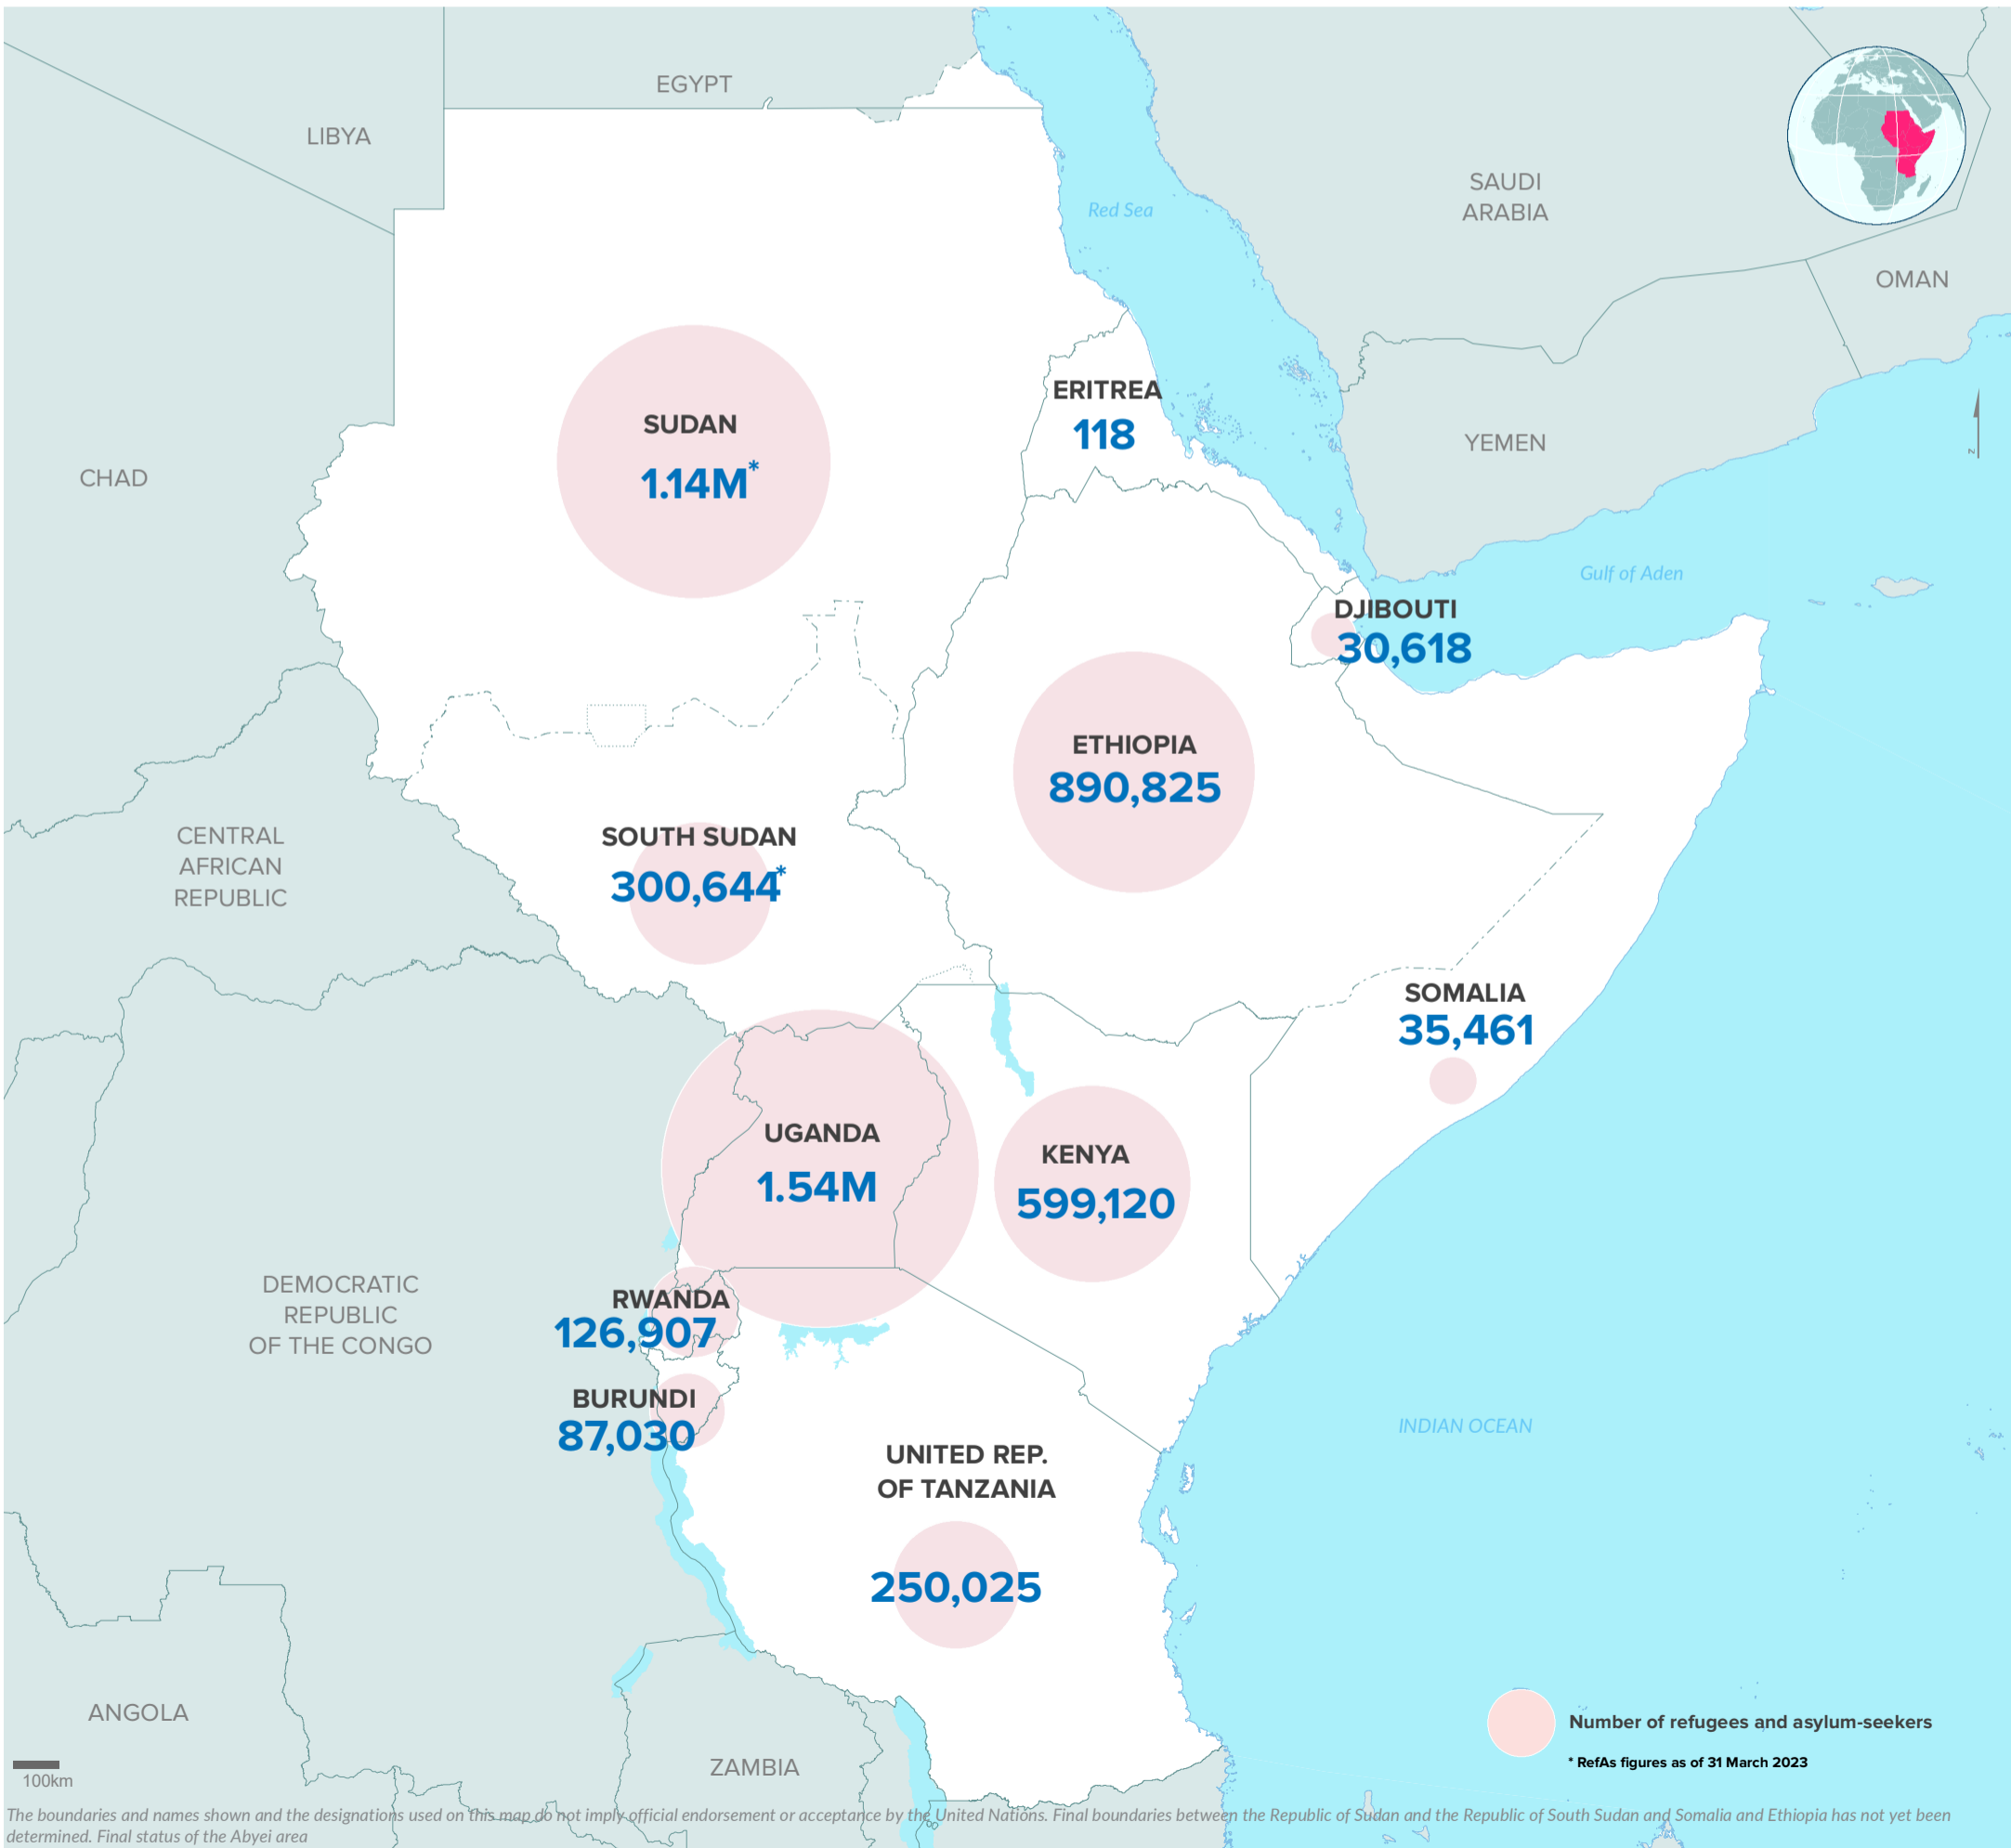 EGYPT
LIBYA
SAUDI
ARABIA
Red Sea
OMAN
ERITREA
118
SUDAN
1.14M*
YEMEN
N
CHAD
Gulf of Aden
DJIBOUTI
30,618
ETHIOPIA
890,825
SOUTH SUDAN
300,644*
CENTRAL
AFRICAN
REPUBLIC
SOMALIA
35,461
UGANDA
1.54M
KENYA
599,120
DEMOCRATIC
REPUBLIC
OF THE CONGO
RWANDA
126,907
BURUNDI
87,030
INDIAN OCEAN
UNITED REP.
OF TANZANIA
250,025
ANGOLA
ZAMBIA
Number of refugees and asylum-seekers
* RefAs figures as of 31 March 2023
100km
The boundaries and names shown and the designations used on this map do not imply official endorsement or acceptance by the United Nations. Final boundaries between the Republic of Sudan and the Republic of South Sudan and Somalia and Ethiopia has not yet been
determined. Final status of the Abyei area